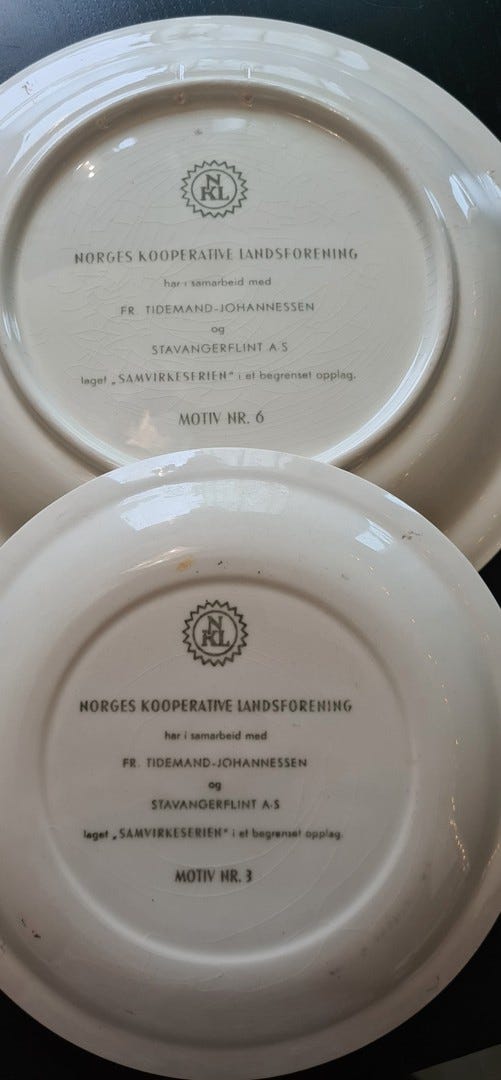 N
KL
NORGES KOOPERATIVE LANDSFORENING
har i samarbeid med
FR. TIDEMAND-JOHANNESSEN
og
STAVANGERFLINT A-S
laget „SAMVIRKESERIEN" i et begrenset opplag.
MOTIV NR. 6
N
KL
NORGES KOOPERATIVE LANDSFORENING
har i samarbeid med
FR. TIDEMAND-JOHANNESSEN
og
STAVANGERFLINT A-S
laget „SAMVIRKESERIEN" i et begrenset opplag.
MOTIV NR. 3